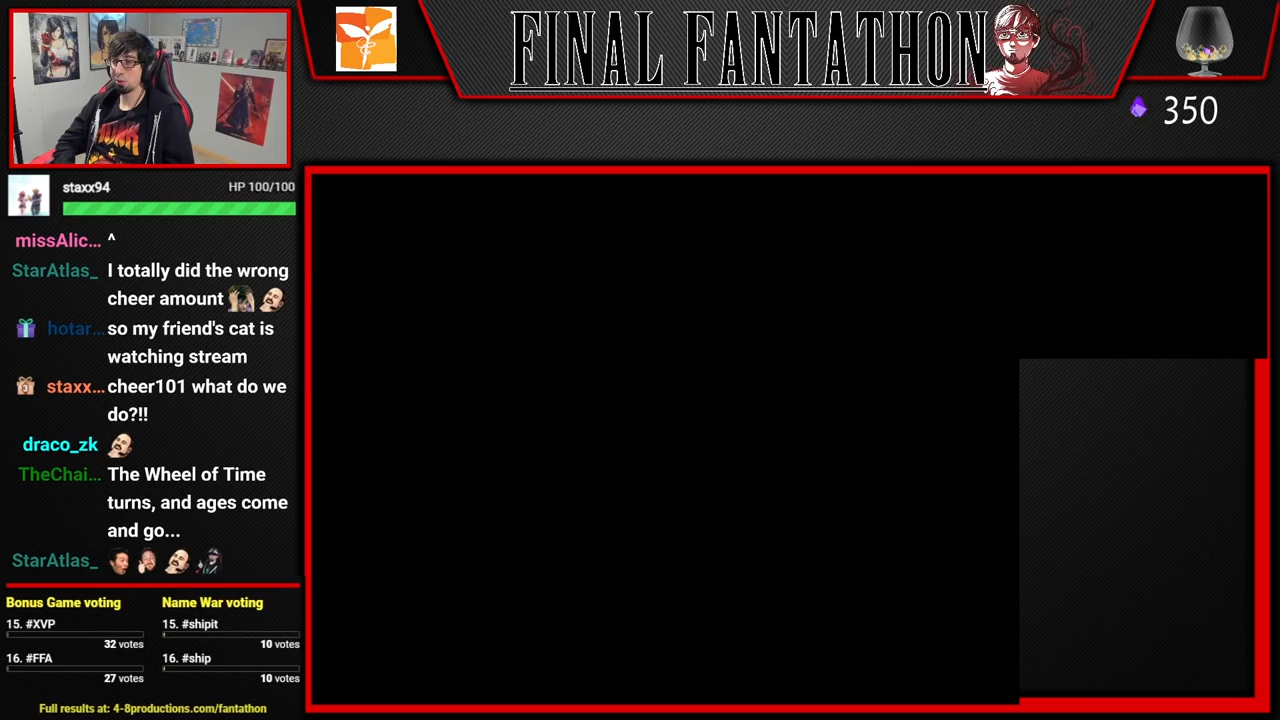 FINAL FANTATHON
350
staxx94 HP 100/100
missAlic... ^
StarAtlas_ I totally did the wrong
cheer amount
hotar... so my friend's cat is
watching stream
staxx... cheer101 what do we
do?!!
draco_zk
TheChai... The Wheel of Time
turns, and ages come
and go...
StarAtlas_
Bonus Game voting
15. #XVP
32 votes
16. #FFA
27 votes
Name War voting
15. #shipit
10 votes
16. #ship
10 votes
Full results at: 4-8productions.com/fantathon